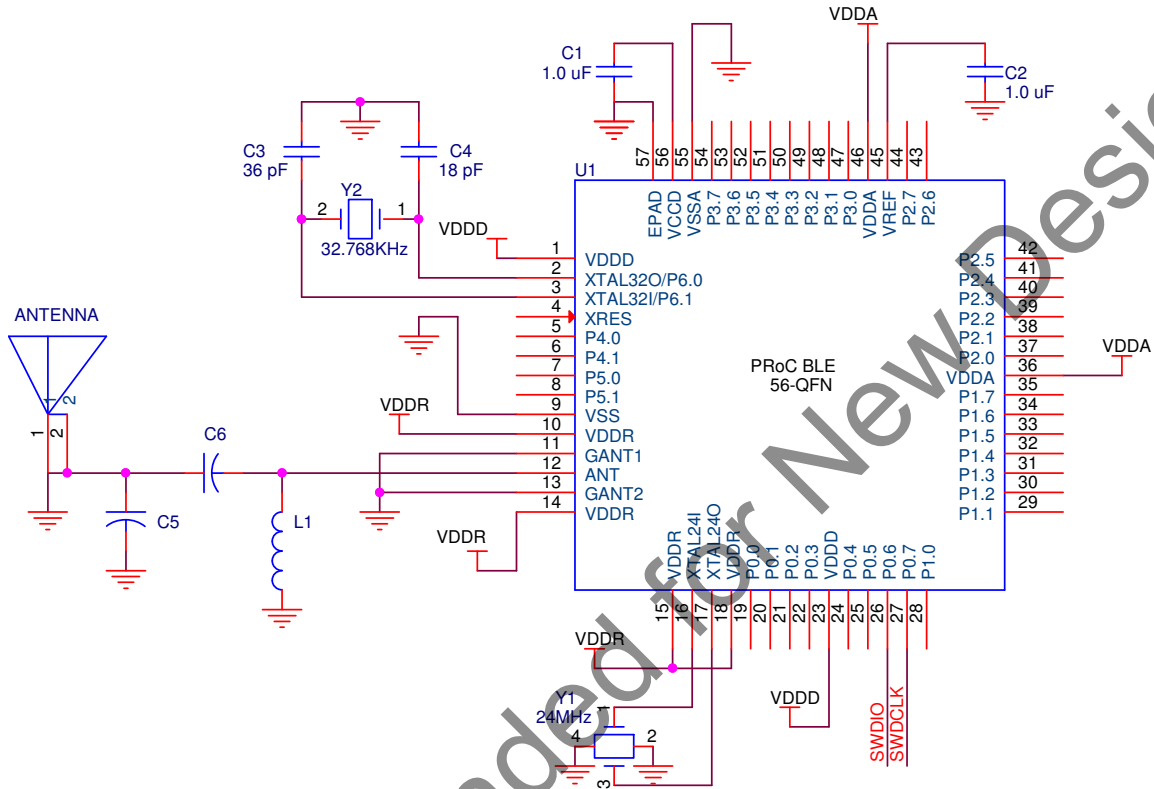 VDDA
C1
1.0 uF
C2
1.0 uF
C3
36 pF
C4
18 pF
Y2
2
1
32.768KHz
VDDD
U1
57
56
55
54
53
52
51
50
49
48
47
46
45
44
43
EPAD
VCCD
VSSA
P3.7
P3.6
P3.5
P3.4
P3.3
P3.2
P3.1
P3.0
VDDA
VREF
P2.7
P2.6
1 VDDD
2 XTAL32O/P6.0
3 XTAL32I/P6.1
4 XRES
5 P4.0
6 P4.1
7 P5.0
8 P5.1
9 VSS
10 VDDR
11 GANT1
12 ANT
13 GANT2
14 VDDR
P2.5 42
P2.4 41
P2.3 40
P2.2 39
P2.1 38
P2.0 37
VDDA 36
P1.7 35
P1.6 34
P1.5 33
P1.4 32
P1.3 31
P1.2 30
P1.1 29
VDDA
PRoC BLE
56-QFN
ANTENNA
1
2
1
2
VDDR
C6
C5
L1
VDDR
VDDR
XTAL24I
XTAL24O
VDDR
P0.0
P0.1
P0.2
P0.3
VDDD
P0.4
P0.5
P0.6
P0.7
P1.0
15
16
17
18
19
20
21
22
23
24
25
26
27
28
VDDR
Y1
24MHz
1
4
2
3
VDDD
SWDIO
SWDCLK
nded for New Desig